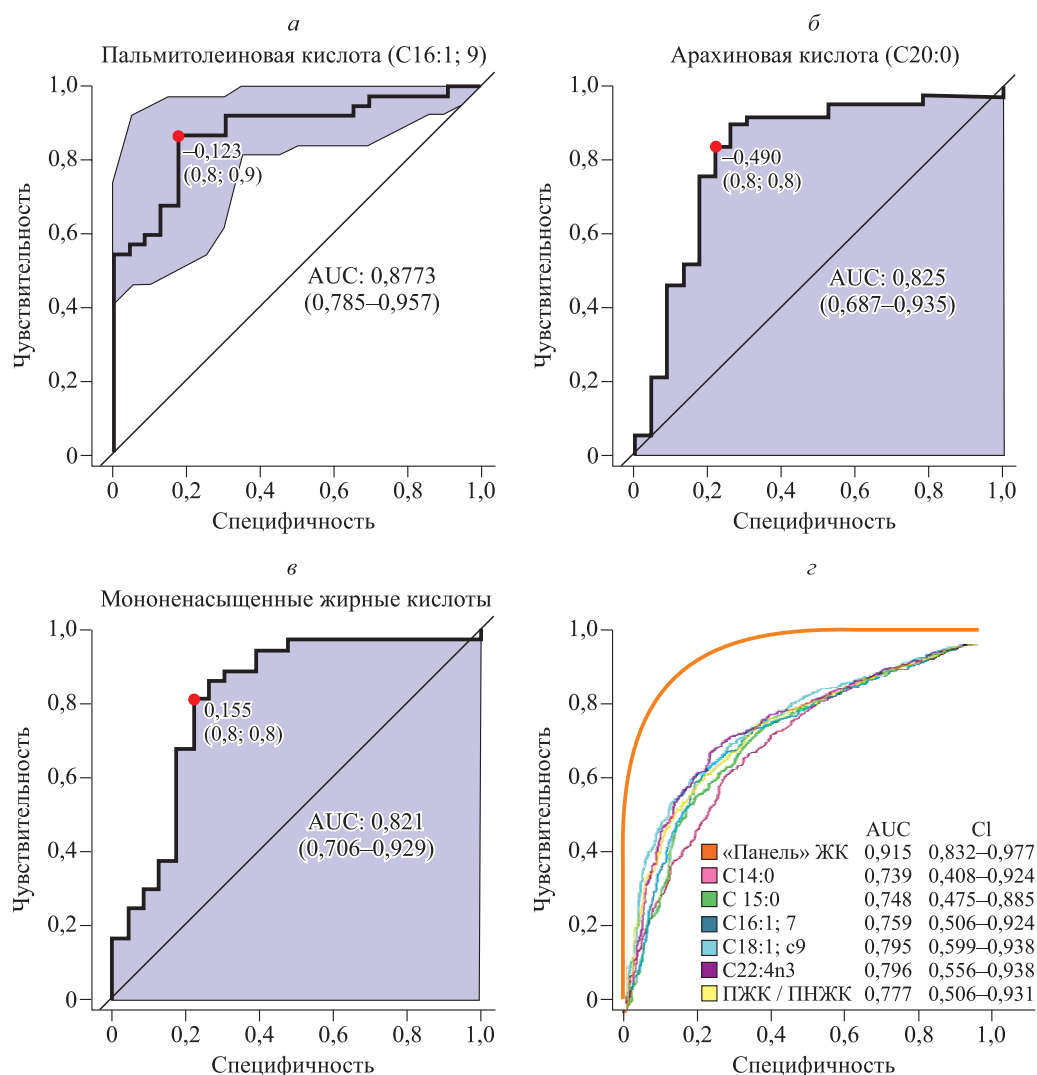 а
Пальмитолеиновая кислота (С16:1; 9)
1,0
0,8
0,6
0,4
0,2
0
Чувствительность
–0,123
(0,8; 0,9)
AUC: 0,8773
(0,785–0,957)
0 0,2 0,4 0,6 0,8 1,0
Специфичность
б
Арахиновая кислота (С20:0)
1,0
0,8
0,6
0,4
0,2
0
Чувствительность
–0,490
(0,8; 0,8)
AUC: 0,825
(0,687–0,935)
0 0,2 0,4 0,6 0,8 1,0
Специфичность
в
Мононенасыщенные жирные кислоты
1,0
0,8
0,6
0,4
0,2
0
Чувствительность
0,155
(0,8; 0,8)
AUC: 0,821
(0,706–0,929)
0 0,2 0,4 0,6 0,8 1,0
Специфичность
г
1,0
0,8
0,6
0,4
0,2
0
Чувствительность
AUC Cl
«Панель» ЖК 0,915 0,832–0,977
С14:0 0,739 0,408–0,924
С 15:0 0,748 0,475–0,885
С16:1; 7 0,759 0,506–0,924
С18:1; с9 0,795 0,599–0,938
С22:4n3 0,796 0,556–0,938
ПЖК / ПНЖК 0,777 0,506–0,931
0 0,2 0,4 0,6 0,8 1,0
Специфичность